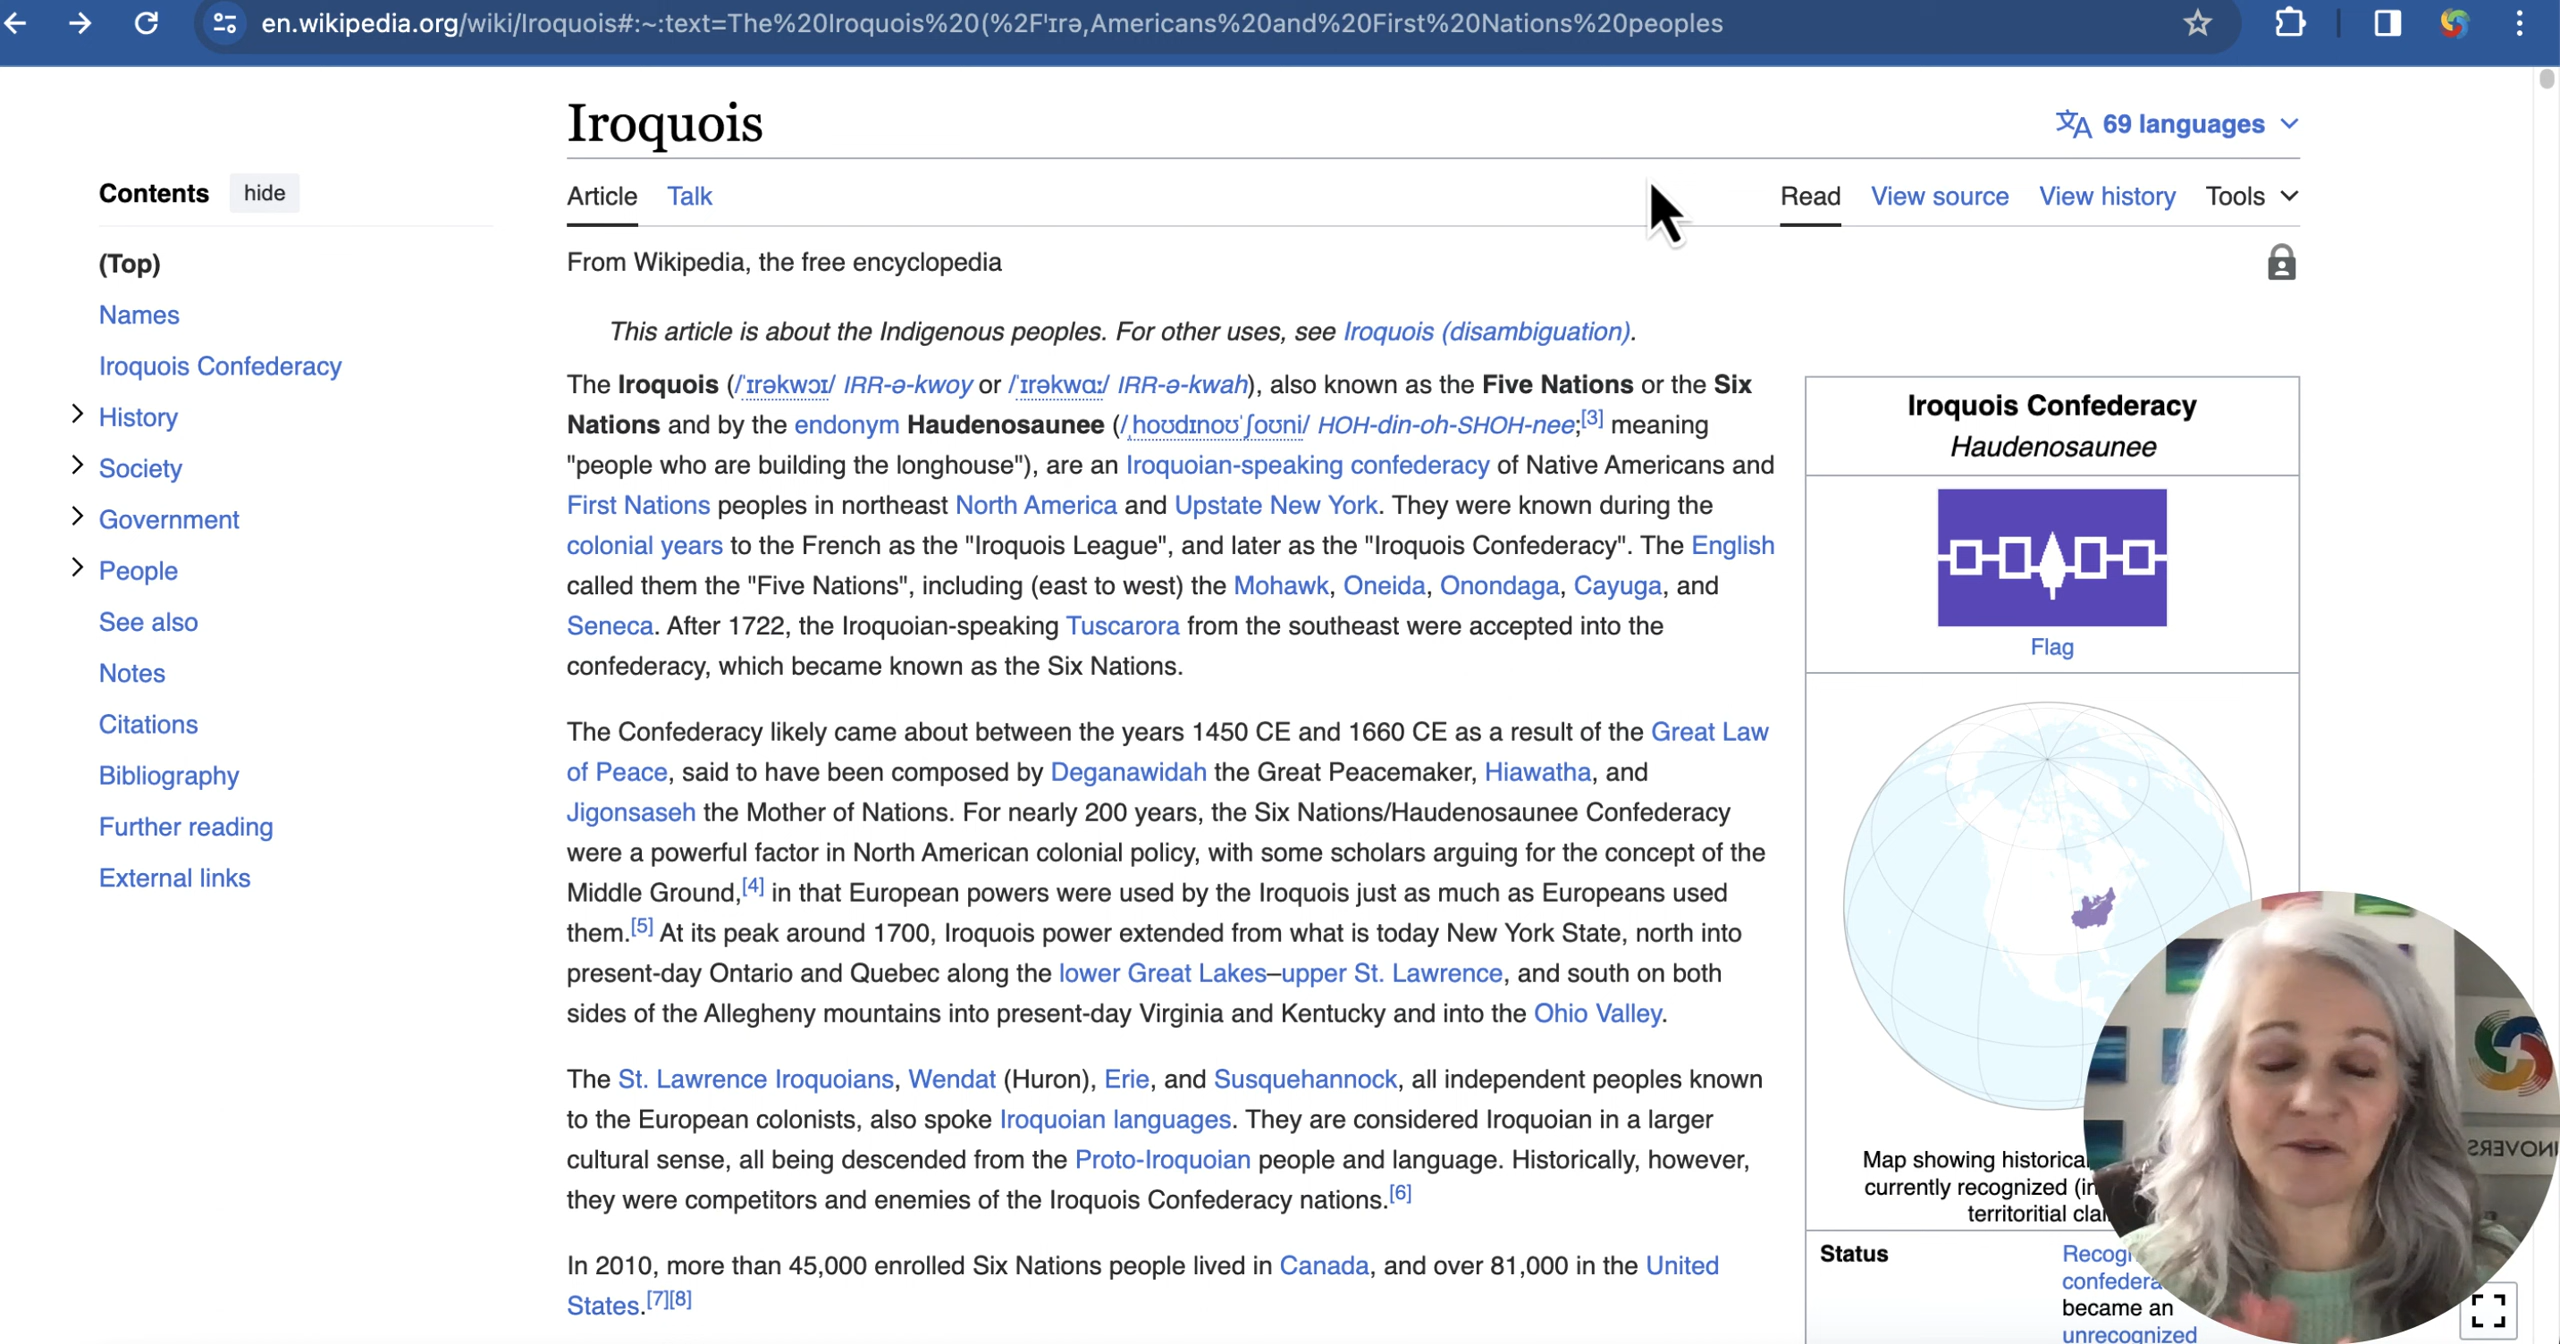 en.wikipedia.org/wiki/Iroquois#:~:text=The%20Iroquois%20(%2F'ɪrə,Americans%20and%20First%20Nations%20peoples
Iroquois
69 languages
Contents hide
Article Talk
Read View source View history Tools
(Top)
Names
Iroquois Confederacy
History
Society
Government
People
See also
Notes
Citations
Bibliography
Further reading
External links
From Wikipedia, the free encyclopedia
This article is about the Indigenous peoples. For other uses, see Iroquois (disambiguation).
The Iroquois (/ˈɪrəkwɔɪ/ IRR-ə-kwoy or /ˈɪrəkwɑː/ IRR-ə-kwah), also known as the Five Nations or the Six
Nations and by the endonym Haudenosaunee (/ˌhoʊdɪnoʊˈʃoʊni/ HOH-din-oh-SHOH-nee;[3] meaning
"people who are building the longhouse"), are an Iroquoian-speaking confederacy of Native Americans and
First Nations peoples in northeast North America and Upstate New York. They were known during the
colonial years to the French as the "Iroquois League", and later as the "Iroquois Confederacy". The English
called them the "Five Nations", including (east to west) the Mohawk, Oneida, Onondaga, Cayuga, and
Seneca. After 1722, the Iroquoian-speaking Tuscarora from the southeast were accepted into the
confederacy, which became known as the Six Nations.
The Confederacy likely came about between the years 1450 CE and 1660 CE as a result of the Great Law
of Peace, said to have been composed by Deganawidah the Great Peacemaker, Hiawatha, and
Jigonsaseh the Mother of Nations. For nearly 200 years, the Six Nations/Haudenosaunee Confederacy
were a powerful factor in North American colonial policy, with some scholars arguing for the concept of the
Middle Ground,[4] in that European powers were used by the Iroquois just as much as Europeans used
them.[5] At its peak around 1700, Iroquois power extended from what is today New York State, north into
present-day Ontario and Quebec along the lower Great Lakes–upper St. Lawrence, and south on both
sides of the Allegheny mountains into present-day Virginia and Kentucky and into the Ohio Valley.
The St. Lawrence Iroquoians, Wendat (Huron), Erie, and Susquehannock, all independent peoples known
to the European colonists, also spoke Iroquoian languages. They are considered Iroquoian in a larger
cultural sense, all being descended from the Proto-Iroquoian people and language. Historically, however,
they were competitors and enemies of the Iroquois Confederacy nations.[6]
In 2010, more than 45,000 enrolled Six Nations people lived in Canada, and over 81,000 in the United
States.[7][8]
Iroquois Confederacy
Haudenosaunee
Flag
Map showing historica
currently recognized (in
territoritial clai
Status
Recog
confedera
became an
unrecognized